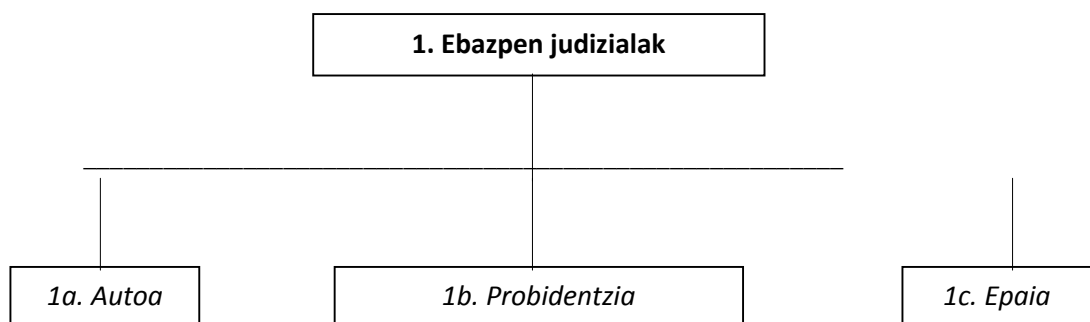 1. Ebazpen judizialak
1a. Autoa
1b. Probidentzia
1c. Epaia